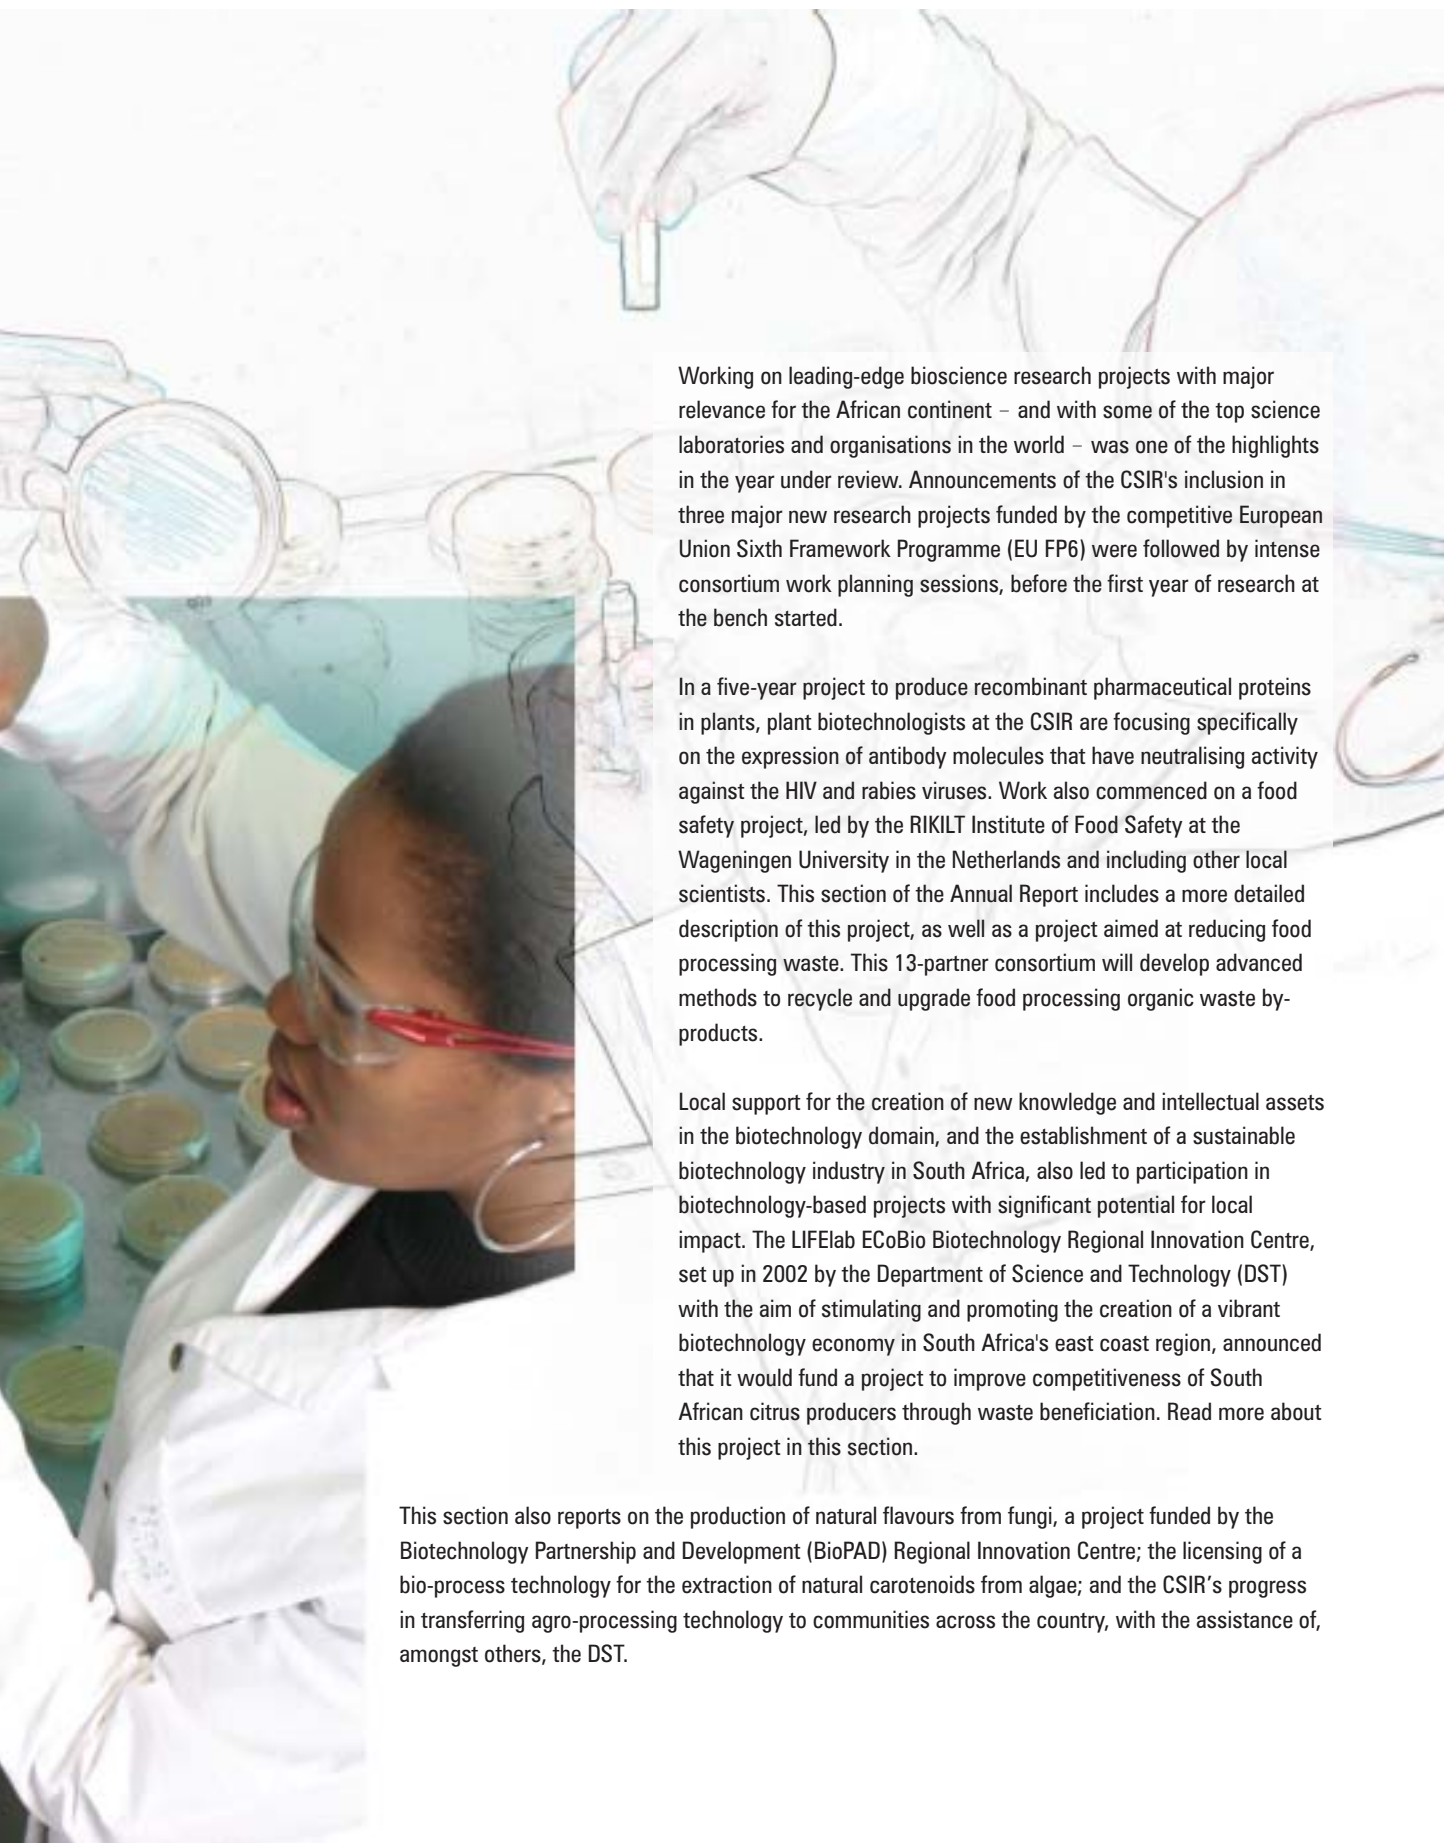 Working on leading-edge bioscience research projects with major
relevance for the African continent – and with some of the top science
laboratories and organisations in the world – was one of the highlights
in the year under review. Announcements of the CSIR's inclusion in
three major new research projects funded by the competitive European
Union Sixth Framework Programme (EU FP6) were followed by intense
consortium work planning sessions, before the first year of research at
the bench started.
In a five-year project to produce recombinant pharmaceutical proteins
in plants, plant biotechnologists at the CSIR are focusing specifically
on the expression of antibody molecules that have neutralising activity
against the HIV and rabies viruses. Work also commenced on a food
safety project, led by the RIKILT Institute of Food Safety at the
Wageningen University in the Netherlands and including other local
scientists. This section of the Annual Report includes a more detailed
description of this project, as well as a project aimed at reducing food
processing waste. This 13-partner consortium will develop advanced
methods to recycle and upgrade food processing organic waste by-
products.
Local support for the creation of new knowledge and intellectual assets
in the biotechnology domain, and the establishment of a sustainable
biotechnology industry in South Africa, also led to participation in
biotechnology-based projects with significant potential for local
impact. The LIFElab ECoBio Biotechnology Regional Innovation Centre,
set up in 2002 by the Department of Science and Technology (DST)
with the aim of stimulating and promoting the creation of a vibrant
biotechnology economy in South Africa's east coast region, announced
that it would fund a project to improve competitiveness of South
African citrus producers through waste beneficiation. Read more about
this project in this section.
This section also reports on the production of natural flavours from fungi, a project funded by the
Biotechnology Partnership and Development (BioPAD) Regional Innovation Centre; the licensing of a
bio-process technology for the extraction of natural carotenoids from algae; and the CSIR’s progress
in transferring agro-processing technology to communities across the country, with the assistance of,
amongst others, the DST.